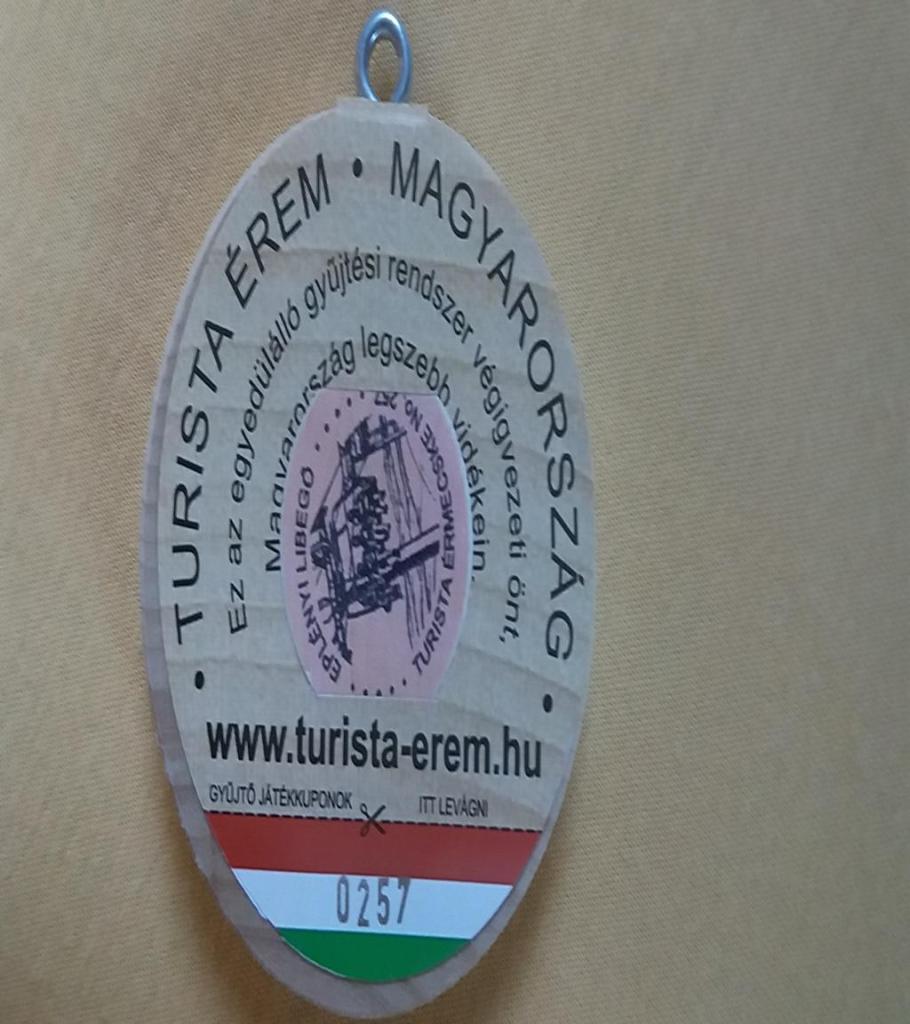 • TURISTA ÉREM • MAGYARORSZÁG •
Ez az egyedülálló gyűjtési rendszer végigvezeti önt,
Magyarország legszebb vidékein.
EPLÉNYI LIBEGŐ
TURISTA ÉRMECSKE No. 257
www.turista-erem.hu
GYŰJTŐ JÁTÉKKUPONOK ITT LEVÁGNI
0257